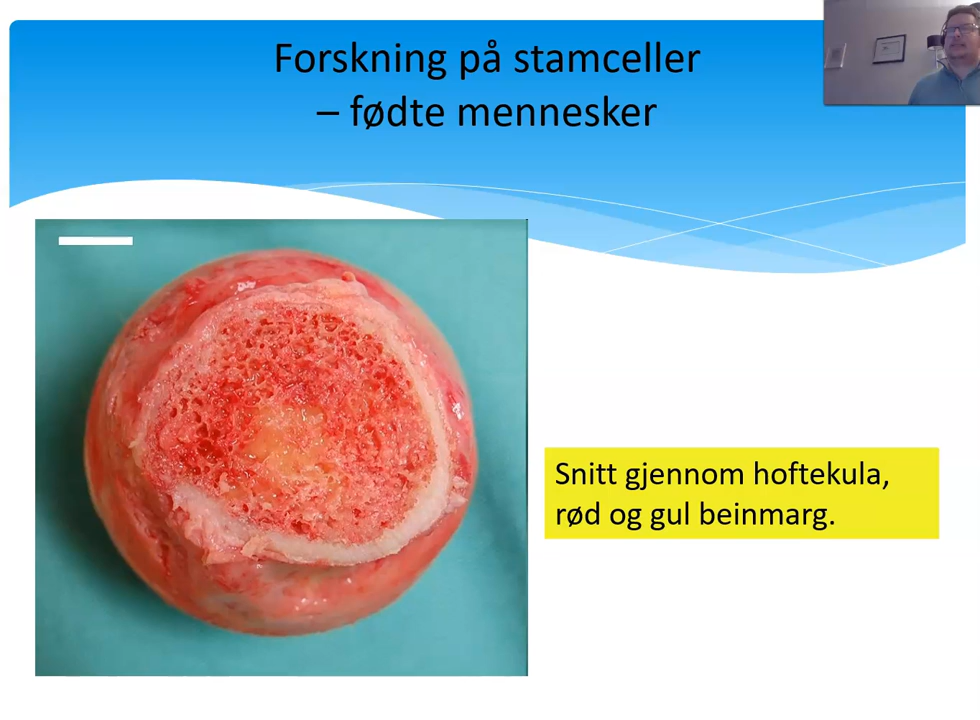 Forskning på stamceller
– fødte mennesker
Snitt gjennom hoftekula,
rød og gul beinmarg.